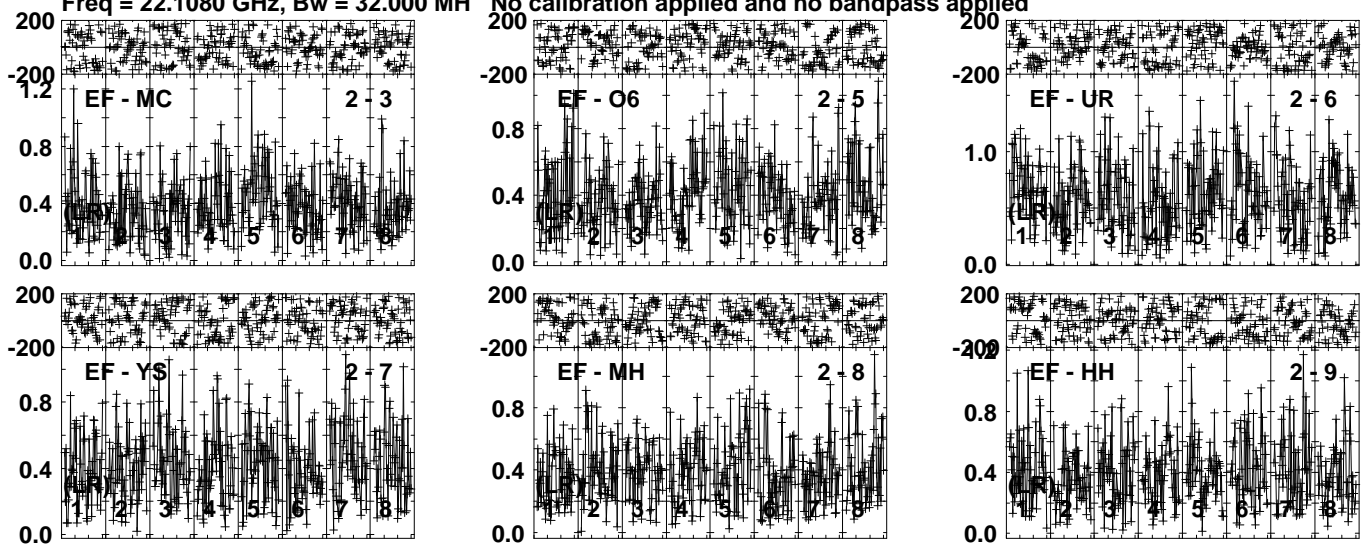 Freq = 22.1080 GHz, Bw = 32.000 MH No calibration applied and no bandpass applied
200 200 200
-200 -200 -200
1.2
EF - MC 2 - 3 EF - O6 2 - 5 EF - UR 2 - 6
0.8 0.8 1.0
0.4 0.4
(LR) (LR) (LR)
1 2 3 4 5 6 7 8 1 2 3 4 5 6 7 8 1 2 3 4 5 6 7 8
0.0 0.0 0.0
200 200 200
-200 -200 -200
1.2
EF - YS 2 - 7 EF - MH 2 - 8 EF - HH 2 - 9
0.8 0.8 0.8
0.4 0.4 0.4
(LR) (LR) (LR)
1 2 3 4 5 6 7 8 1 2 3 4 5 6 7 8 1 2 3 4 5 6 7 8
0.0 0.0 0.0